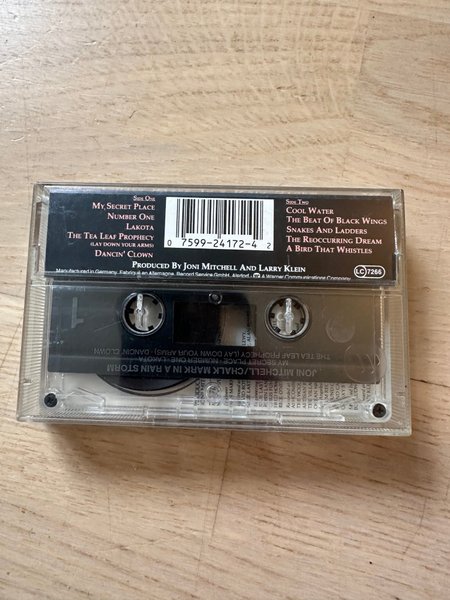 Side One
My Secret Place
Number One
Lakota
The Tea Leaf Prophecy
(Lay Down Your Arms)
Dancin' Clown
0 7599-24172-4 2
Side Two
Cool Water
The Beat Of Black Wings
Snakes And Ladders
The Reoccurring Dream
A Bird That Whistles
Produced By Joni Mitchell And Larry Klein
Manufactured in Germany. Fabriqué en Allemagne. Record Service GmbH, Alsdorf. A Warner Communications Company.
LC 7266
1
JONI MITCHELL/CHALK MARK IN A RAIN STORM
MY SECRET PLACE · NUMBER ONE · LAKOTA
THE TEA LEAF PROPHECY (LAY DOWN YOUR ARMS) · DANCIN' CLOWN